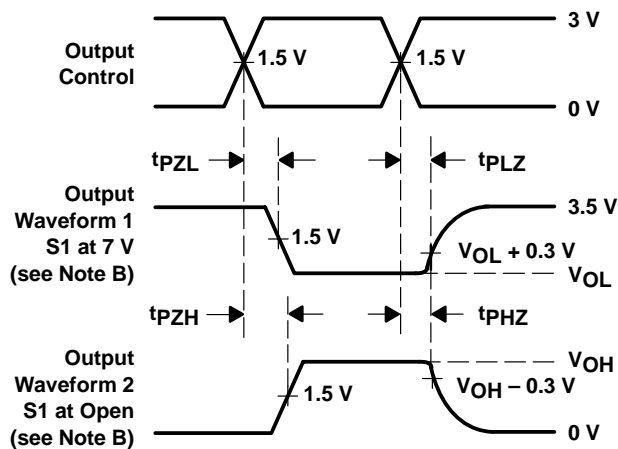 Output
Control
1.5 V
1.5 V
3 V
0 V
tPZL
tPLZ
Output
Waveform 1
S1 at 7 V
(see Note B)
1.5 V
3.5 V
VOL + 0.3 V
VOL
tPZH
tPHZ
Output
Waveform 2
S1 at Open
(see Note B)
1.5 V
VOH
VOH – 0.3 V
0 V